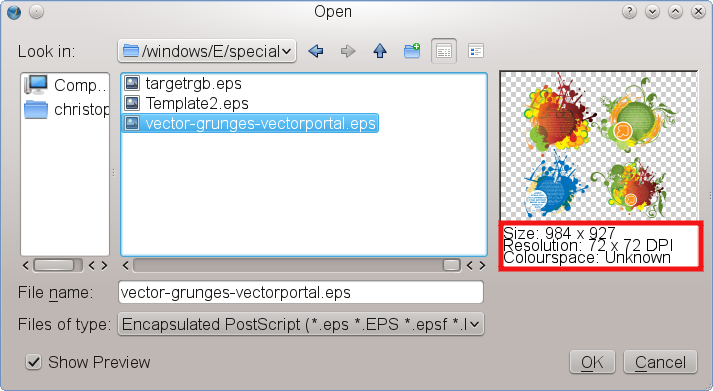 Open
Look in:
/windows/E/special
Comp...
christop
targetrgb.eps
Template2.eps
vector-grunges-vectorportal.eps
Size: 984 x 927
Resolution: 72 x 72 DPI
Colourspace: Unknown
File name:
vector-grunges-vectorportal.eps
Files of type:
Encapsulated PostScript (*.eps *.EPS *.epsf *.I
Show Preview
OK
Cancel